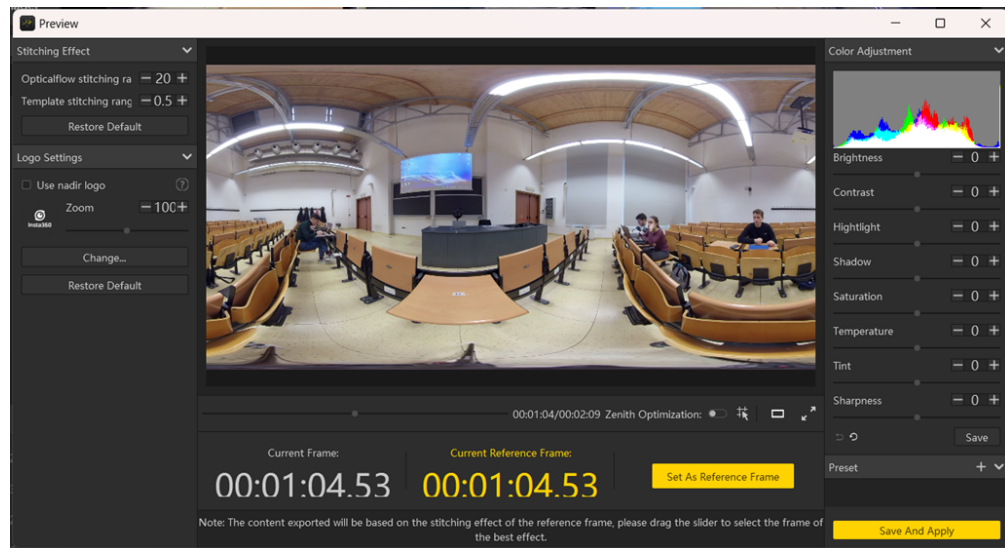 Preview
Stitching Effect
Opticalflow stitching ra — 20 +
Template stitching rang — 0.5 +
Restore Default
Logo Settings
Use nadir logo ?
Zoom — 100 +
Insta360
Change...
Restore Default
00:01:04/00:02:09 Zenith Optimization:
Current Frame:
00:01:04.53
Current Reference Frame:
00:01:04.53
Set As Reference Frame
Note: The content exported will be based on the stitching effect of the reference frame, please drag the slider to select the frame of
the best effect.
Color Adjustment
Brightness — 0 +
Contrast — 0 +
Hightlight — 0 +
Shadow — 0 +
Saturation — 0 +
Temperature — 0 +
Tint — 0 +
Sharpness — 0 +
Save
Preset +
Save And Apply